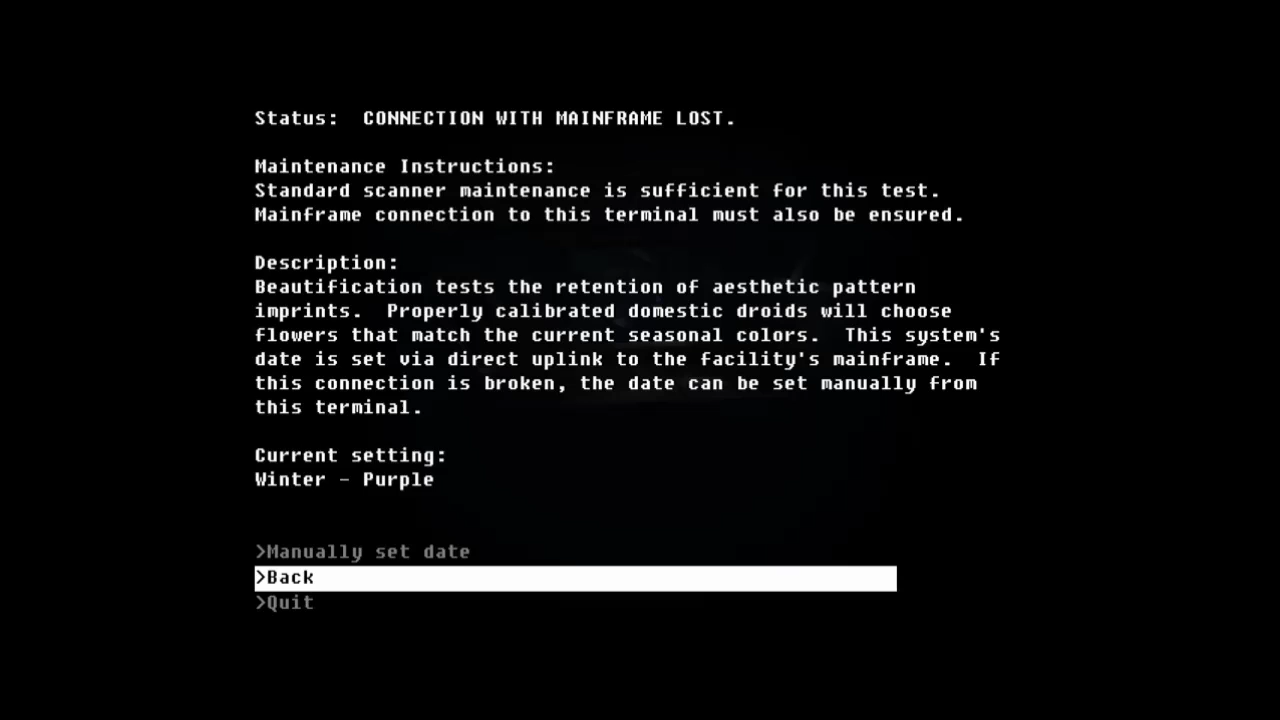 Status:  CONNECTION WITH MAINFRAME LOST.
Maintenance Instructions:
Standard scanner maintenance is sufficient for this test.
Mainframe connection to this terminal must also be ensured.
Description:
Beautification tests the retention of aesthetic pattern
imprints.  Properly calibrated domestic droids will choose
flowers that match the current seasonal colors.  This system's
date is set via direct uplink to the facility's mainframe.  If
this connection is broken, the date can be set manually from
this terminal.
Current setting:
Winter - Purple
>Manually set date
>Back
>Quit